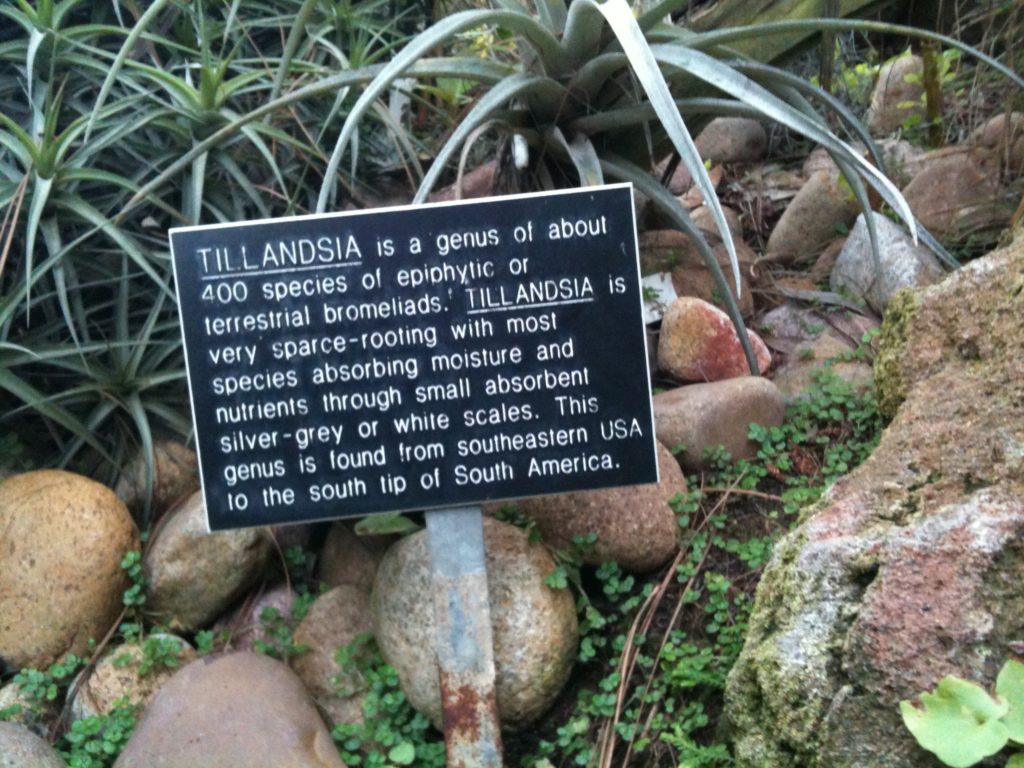 TILLANDSIA is a genus of about
400 species of epiphytic or
terrestrial bromeliads. TILLANDSIA is
very sparce-rooting with most
species absorbing moisture and
nutrients through small absorbent
silver-grey or white scales. This
genus is found from southeastern USA
to the south tip of South America.